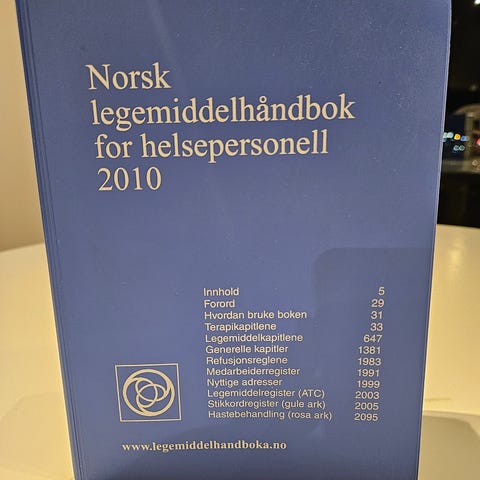 Norsk
legemiddelhåndbok
for helsepersonell
2010
Innhold 5
Forord 29
Hvordan bruke boken 31
Terapikapitlene 33
Legemiddelkapitlene 647
Generelle kapitler 1381
Refusjonsreglene 1983
Medarbeiderregister 1991
Nyttige adresser 1999
Legemiddelregister (ATC) 2003
Stikkordregister (gule ark) 2005
Hastebehandling (rosa ark) 2095
www.legemiddelhandboka.no